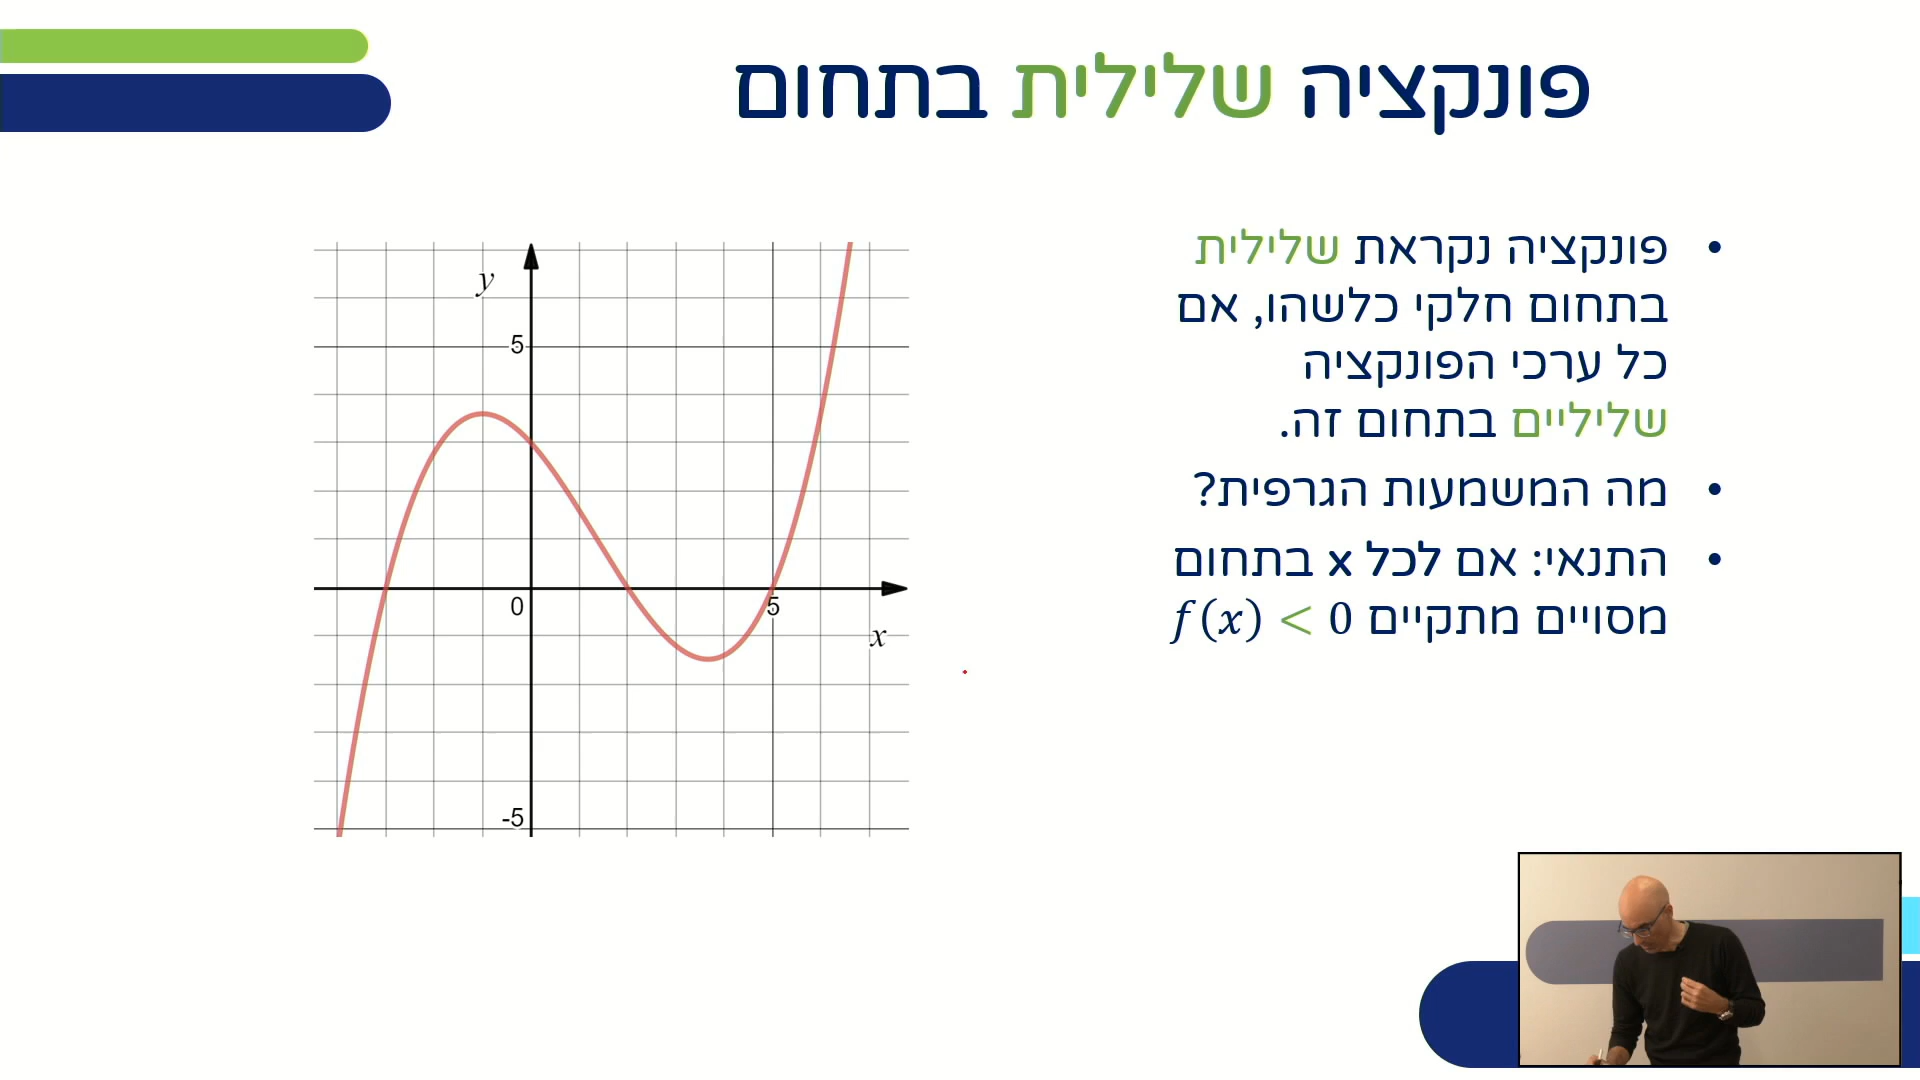 פונקציה שלילית בתחום
• פונקציה נקראת שלילית
בתחום חלקי כלשהו, אם
כל ערכי הפונקציה
שליליים בתחום זה.
• מה המשמעות הגרפית?
• התנאי: אם לכל x בתחום
מסויים מתקיים f(x) < 0
y
5
0
5
x
-5